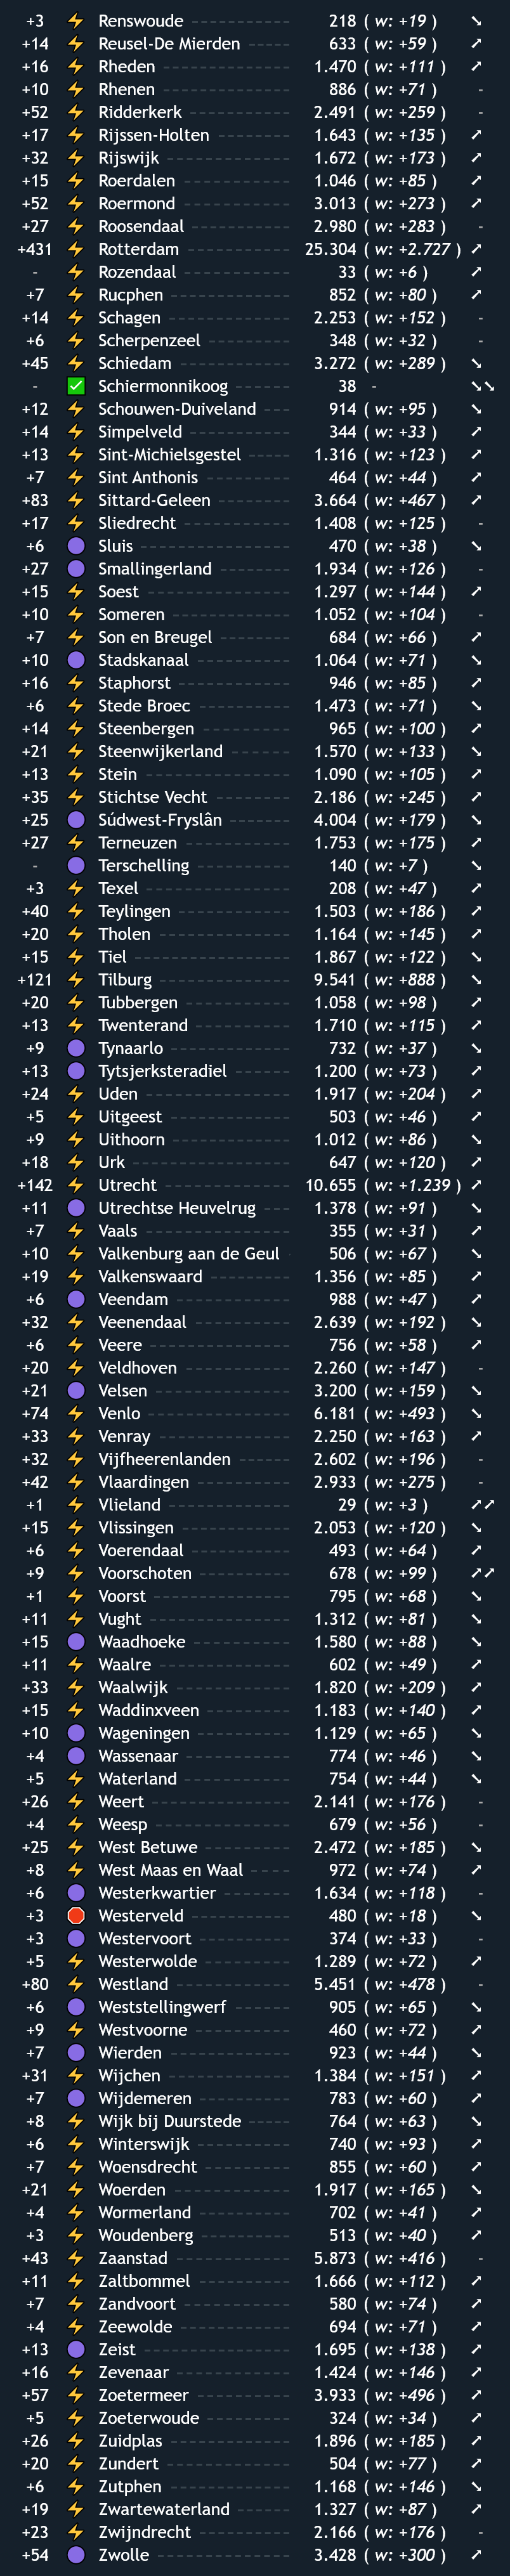 +3 ⚡ Renswoude 218 ( w: +19 ) ↘
+14 ⚡ Reusel-De Mierden 633 ( w: +59 ) ↗
+16 ⚡ Rheden 1.470 ( w: +111 ) ↗
+10 ⚡ Rhenen 886 ( w: +71 ) -
+52 ⚡ Ridderkerk 2.491 ( w: +259 ) -
+17 ⚡ Rijssen-Holten 1.643 ( w: +135 ) ↗
+32 ⚡ Rijswijk 1.672 ( w: +173 ) ↗
+15 ⚡ Roerdalen 1.046 ( w: +85 ) ↗
+52 ⚡ Roermond 3.013 ( w: +273 ) ↗
+27 ⚡ Roosendaal 2.980 ( w: +283 ) -
+431 ⚡ Rotterdam 25.304 ( w: +2.727 ) ↗
- ⚡ Rozendaal 33 ( w: +6 ) ↗
+7 ⚡ Rucphen 852 ( w: +80 ) ↗
+14 ⚡ Schagen 2.253 ( w: +152 ) -
+6 ⚡ Scherpenzeel 348 ( w: +32 ) -
+45 ⚡ Schiedam 3.272 ( w: +289 ) ↘
- ✅ Schiermonnikoog 38 - ↘↘
+12 ⚡ Schouwen-Duiveland 914 ( w: +95 ) ↘
+14 ⚡ Simpelveld 344 ( w: +33 ) ↗
+13 ⚡ Sint-Michielsgestel 1.316 ( w: +123 ) ↗
+7 ⚡ Sint Anthonis 464 ( w: +44 ) ↗
+83 ⚡ Sittard-Geleen 3.664 ( w: +467 ) ↗
+17 ⚡ Sliedrecht 1.408 ( w: +125 ) -
+6 🟣 Sluis 470 ( w: +38 ) ↘
+27 🟣 Smallingerland 1.934 ( w: +126 ) -
+15 ⚡ Soest 1.297 ( w: +144 ) ↗
+10 ⚡ Someren 1.052 ( w: +104 ) -
+7 ⚡ Son en Breugel 684 ( w: +66 ) ↗
+10 🟣 Stadskanaal 1.064 ( w: +71 ) ↘
+16 ⚡ Staphorst 946 ( w: +85 ) ↗
+6 ⚡ Stede Broec 1.473 ( w: +71 ) ↘
+14 ⚡ Steenbergen 965 ( w: +100 ) ↗
+21 ⚡ Steenwijkerland 1.570 ( w: +133 ) ↘
+13 ⚡ Stein 1.090 ( w: +105 ) ↗
+35 ⚡ Stichtse Vecht 2.186 ( w: +245 ) ↗
+25 🟣 Súdwest-Fryslân 4.004 ( w: +179 ) ↘
+27 ⚡ Terneuzen 1.753 ( w: +175 ) ↗
- 🟣 Terschelling 140 ( w: +7 ) ↘
+3 ⚡ Texel 208 ( w: +47 ) ↗
+40 ⚡ Teylingen 1.503 ( w: +186 ) ↗
+20 ⚡ Tholen 1.164 ( w: +145 ) ↗
+15 ⚡ Tiel 1.867 ( w: +122 ) ↘
+121 ⚡ Tilburg 9.541 ( w: +888 ) ↘
+20 ⚡ Tubbergen 1.058 ( w: +98 ) ↗
+13 ⚡ Twenterand 1.710 ( w: +115 ) ↗
+9 🟣 Tynaarlo 732 ( w: +37 ) ↘
+13 🟣 Tytsjerksteradiel 1.200 ( w: +73 ) ↗
+24 ⚡ Uden 1.917 ( w: +204 ) ↗
+5 ⚡ Uitgeest 503 ( w: +46 ) ↗
+9 ⚡ Uithoorn 1.012 ( w: +86 ) ↘
+18 ⚡ Urk 647 ( w: +120 ) ↗
+142 ⚡ Utrecht 10.655 ( w: +1.239 ) ↗
+11 🟣 Utrechtse Heuvelrug 1.378 ( w: +91 ) ↘
+7 ⚡ Vaals 355 ( w: +31 ) ↗
+10 ⚡ Valkenburg aan de Geul 506 ( w: +67 ) ↘
+19 ⚡ Valkenswaard 1.356 ( w: +85 ) ↗
+6 🟣 Veendam 988 ( w: +47 ) ↗
+32 ⚡ Veenendaal 2.639 ( w: +192 ) ↘
+6 ⚡ Veere 756 ( w: +58 ) ↗
+20 ⚡ Veldhoven 2.260 ( w: +147 ) -
+21 🟣 Velsen 3.200 ( w: +159 ) ↘
+74 ⚡ Venlo 6.181 ( w: +493 ) ↘
+33 ⚡ Venray 2.250 ( w: +163 ) ↗
+32 ⚡ Vijfheerenlanden 2.602 ( w: +196 ) -
+42 ⚡ Vlaardingen 2.933 ( w: +275 ) -
+1 ⚡ Vlieland 29 ( w: +3 ) ↗↗
+15 ⚡ Vlissingen 2.053 ( w: +120 ) ↘
+6 ⚡ Voerendaal 493 ( w: +64 ) ↗
+9 ⚡ Voorschoten 678 ( w: +99 ) ↗↗
+1 ⚡ Voorst 795 ( w: +68 ) ↘
+11 ⚡ Vught 1.312 ( w: +81 ) ↘
+15 🟣 Waadhoeke 1.580 ( w: +88 ) ↘
+11 ⚡ Waalre 602 ( w: +49 ) ↗
+33 ⚡ Waalwijk 1.820 ( w: +209 ) ↗
+15 ⚡ Waddinxveen 1.183 ( w: +140 ) ↗
+10 🟣 Wageningen 1.129 ( w: +65 ) ↘
+4 🟣 Wassenaar 774 ( w: +46 ) ↘
+5 ⚡ Waterland 754 ( w: +44 ) ↘
+26 ⚡ Weert 2.141 ( w: +176 ) -
+4 ⚡ Weesp 679 ( w: +56 ) -
+25 ⚡ West Betuwe 2.472 ( w: +185 ) ↘
+8 ⚡ West Maas en Waal 972 ( w: +74 ) ↗
+6 🟣 Westerkwartier 1.634 ( w: +118 ) -
+3 🛑 Westerveld 480 ( w: +18 ) ↘
+3 🟣 Westervoort 374 ( w: +33 ) -
+5 ⚡ Westerwolde 1.289 ( w: +72 ) ↗
+80 ⚡ Westland 5.451 ( w: +478 ) -
+6 🟣 Weststellingwerf 905 ( w: +65 ) ↘
+9 ⚡ Westvoorne 460 ( w: +72 ) ↗
+7 🟣 Wierden 923 ( w: +44 ) ↘
+31 ⚡ Wijchen 1.384 ( w: +151 ) ↗
+7 🟣 Wijdemeren 783 ( w: +60 ) ↗
+8 ⚡ Wijk bij Duurstede 764 ( w: +63 ) ↘
+6 ⚡ Winterswijk 740 ( w: +93 ) ↗
+7 ⚡ Woensdrecht 855 ( w: +60 ) ↗
+21 ⚡ Woerden 1.917 ( w: +165 ) ↘
+4 ⚡ Wormerland 702 ( w: +41 ) ↗
+3 ⚡ Woudenberg 513 ( w: +40 ) ↗
+43 ⚡ Zaanstad 5.873 ( w: +416 ) -
+11 ⚡ Zaltbommel 1.666 ( w: +112 ) ↗
+7 ⚡ Zandvoort 580 ( w: +74 ) ↗
+4 ⚡ Zeewolde 694 ( w: +71 ) ↗
+13 🟣 Zeist 1.695 ( w: +138 ) ↗
+16 ⚡ Zevenaar 1.424 ( w: +146 ) ↗
+57 ⚡ Zoetermeer 3.933 ( w: +496 ) ↗
+5 ⚡ Zoeterwoude 324 ( w: +34 ) ↗
+26 ⚡ Zuidplas 1.896 ( w: +185 ) ↗
+20 ⚡ Zundert 504 ( w: +77 ) ↗
+6 ⚡ Zutphen 1.168 ( w: +146 ) ↘
+19 ⚡ Zwartewaterland 1.327 ( w: +87 ) ↗
+23 ⚡ Zwijndrecht 2.166 ( w: +176 ) -
+54 🟣 Zwolle 3.428 ( w: +300 ) ↗